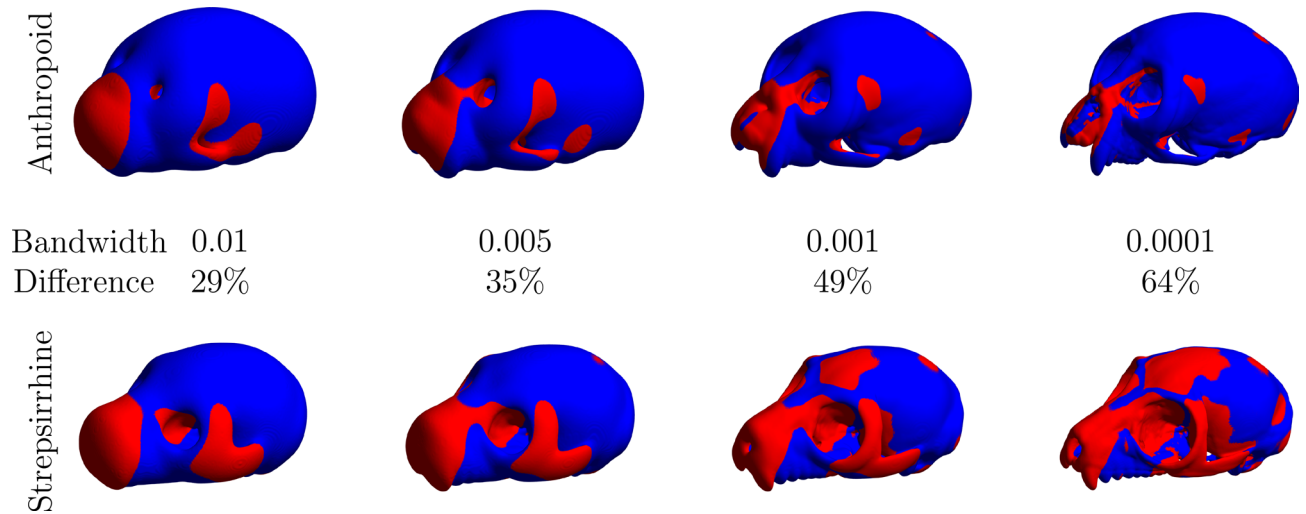 Anthropoid
Bandwidth 0.01 0.005 0.001 0.0001
Difference 29% 35% 49% 64%
Strepsirrhine